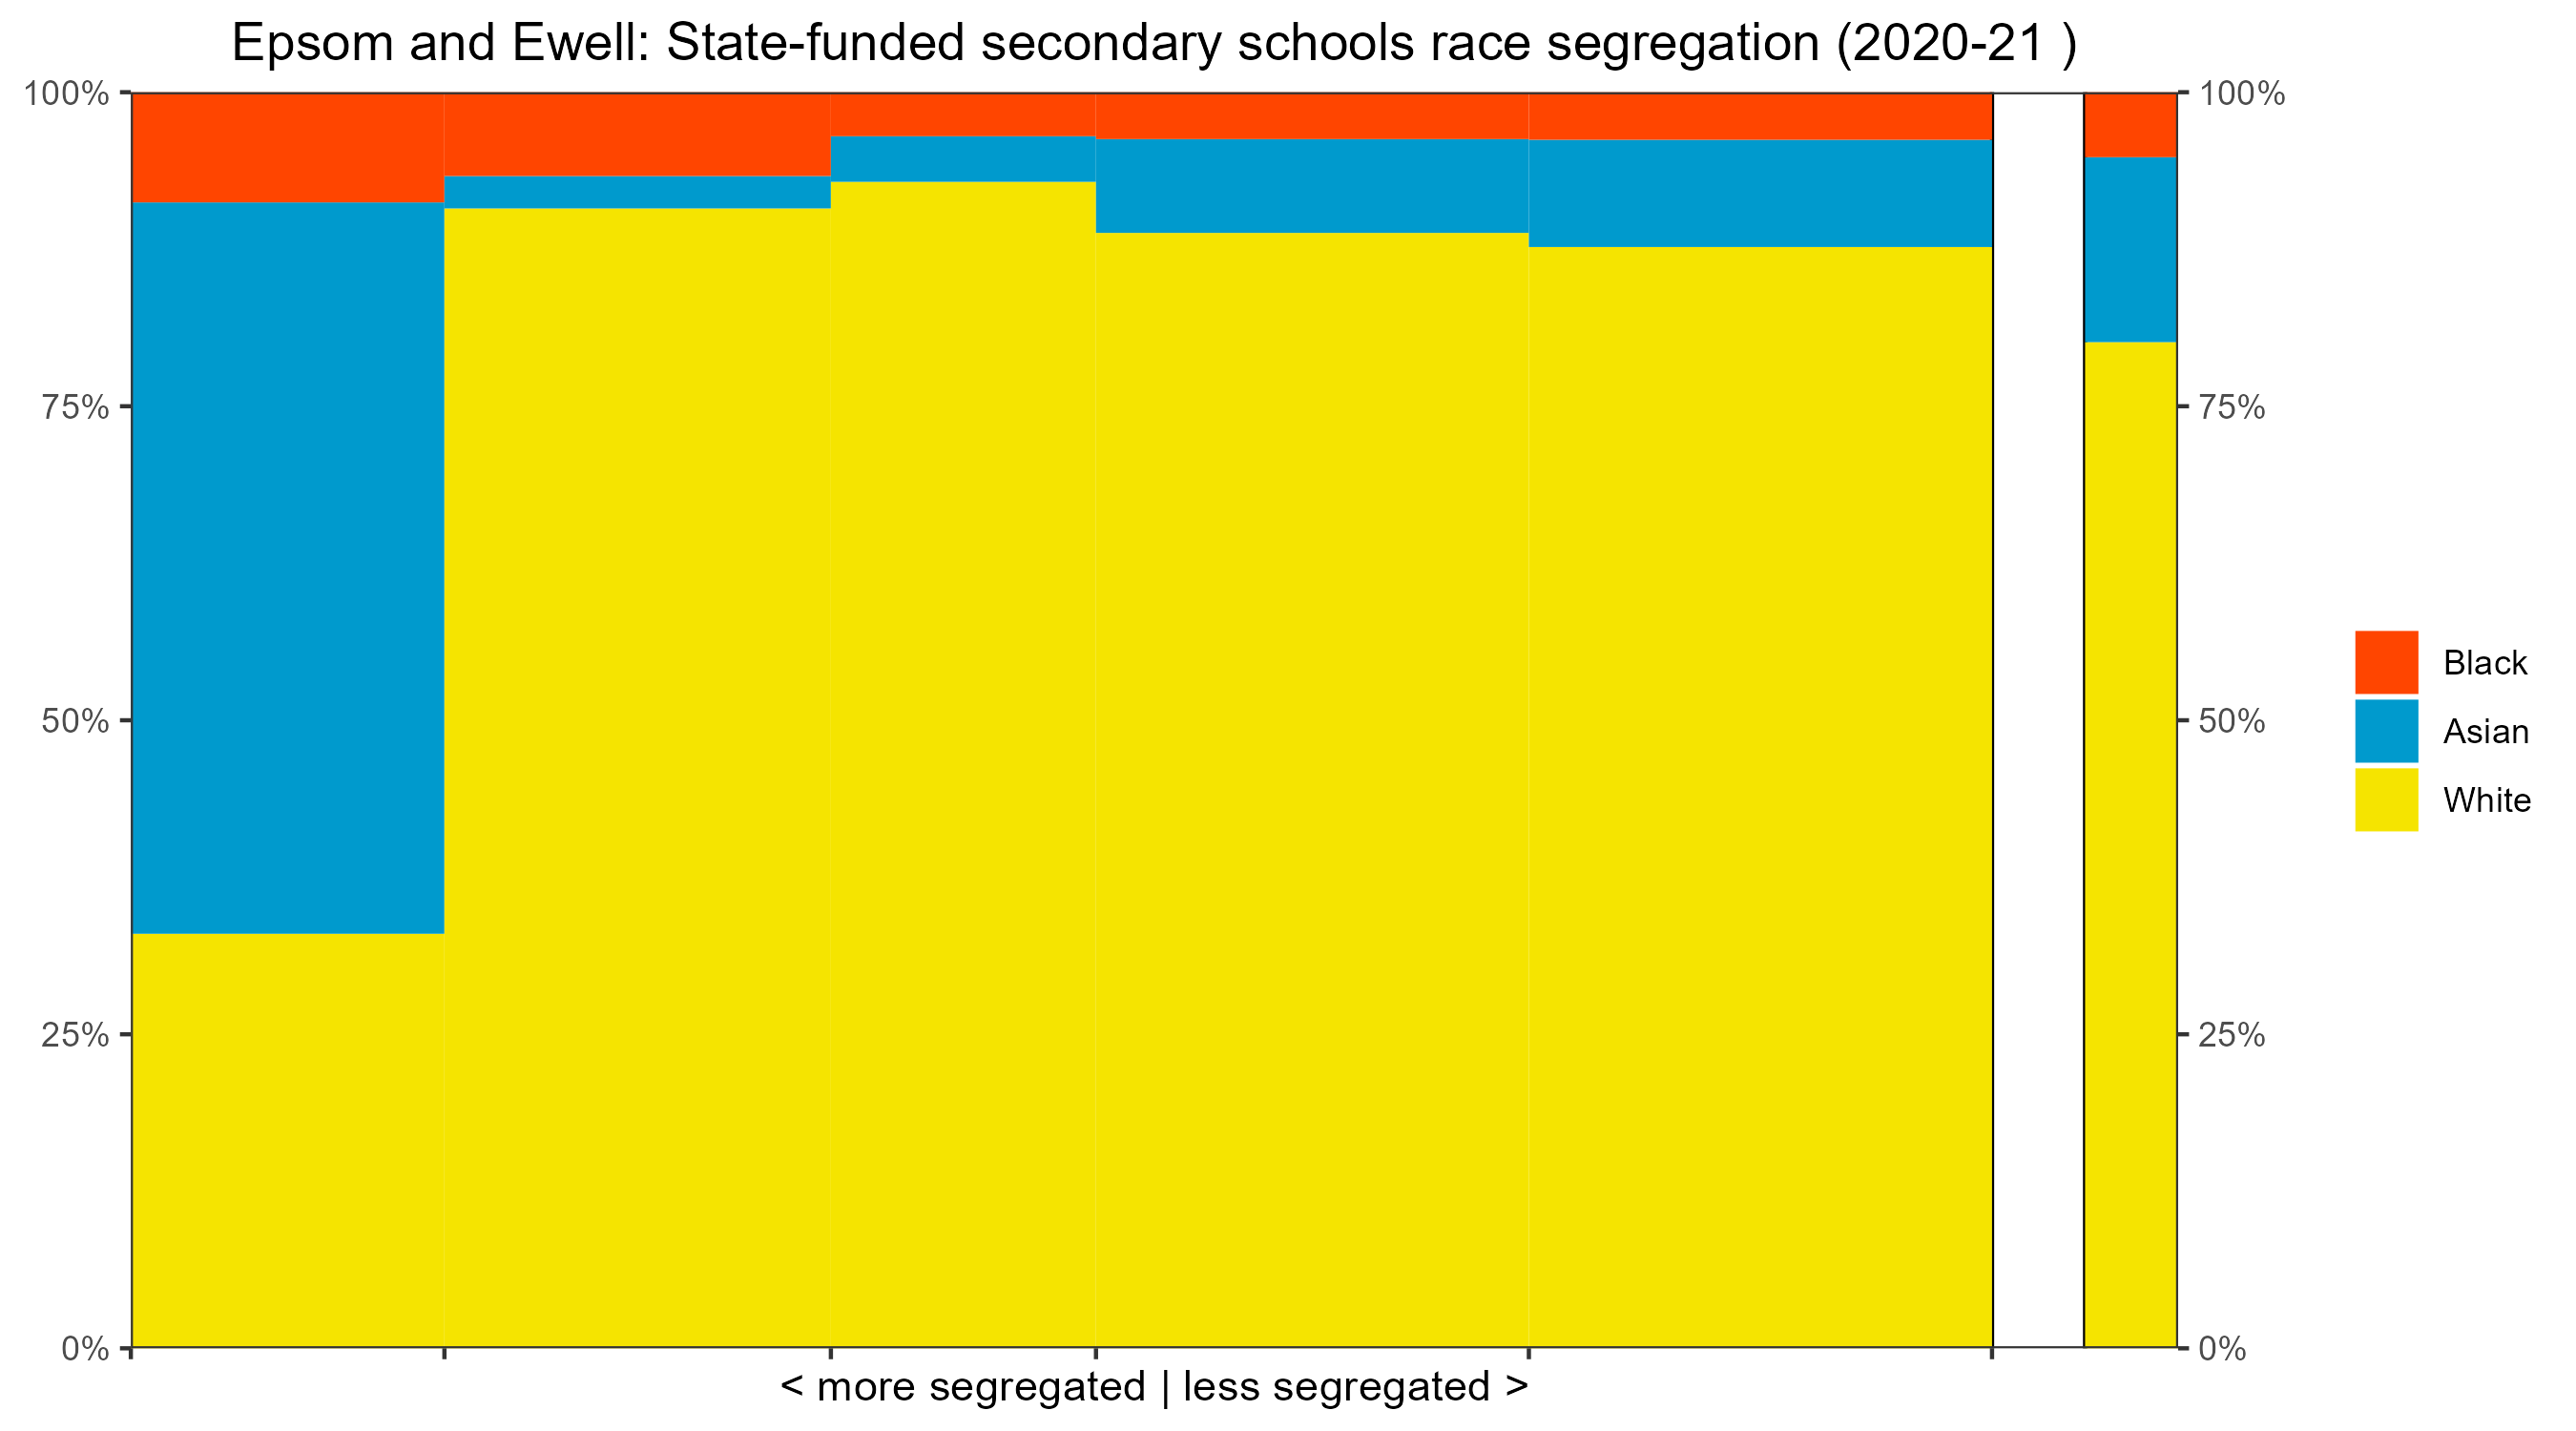 Epsom and Ewell: State-funded secondary schools race segregation (2020-21 )
100%
75%
50%
25%
0%
100%
75%
50%
25%
0%
Black
Asian
White
< more segregated | less segregated >